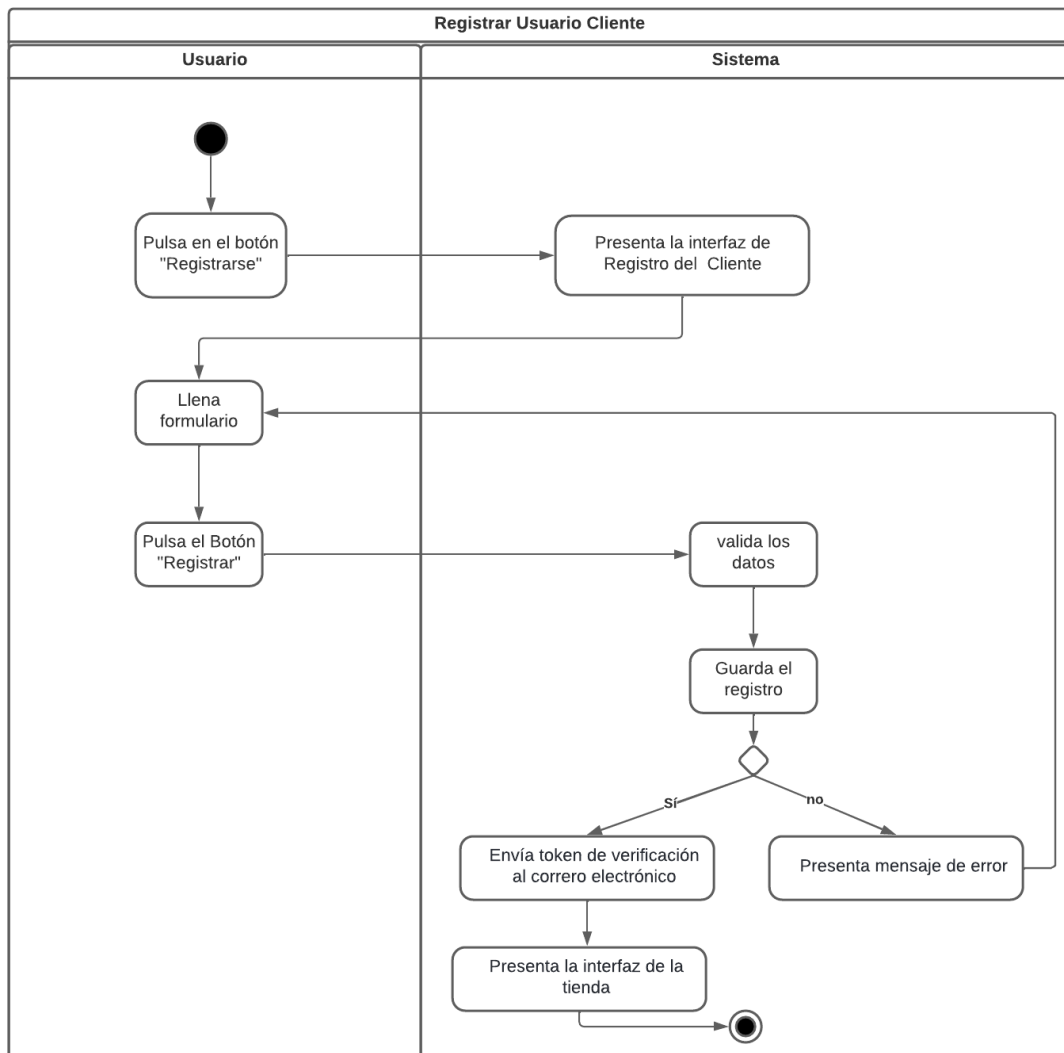 Registrar Usuario Cliente
Usuario
Sistema
Pulsa en el botón
"Registrarse"
Presenta la interfaz de
Registro del Cliente
Llena
formulario
Pulsa el Botón
"Registrar"
valida los
datos
Guarda el
registro
Sí
no
Envía token de verificación
al correro electrónico
Presenta mensaje de error
Presenta la interfaz de la
tienda